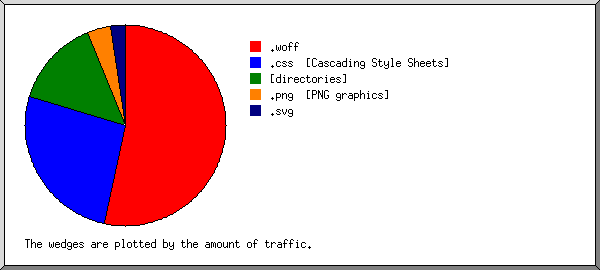 .woff
.css  [Cascading Style Sheets]
[directories]
.png  [PNG graphics]
.svg
The wedges are plotted by the amount of traffic.